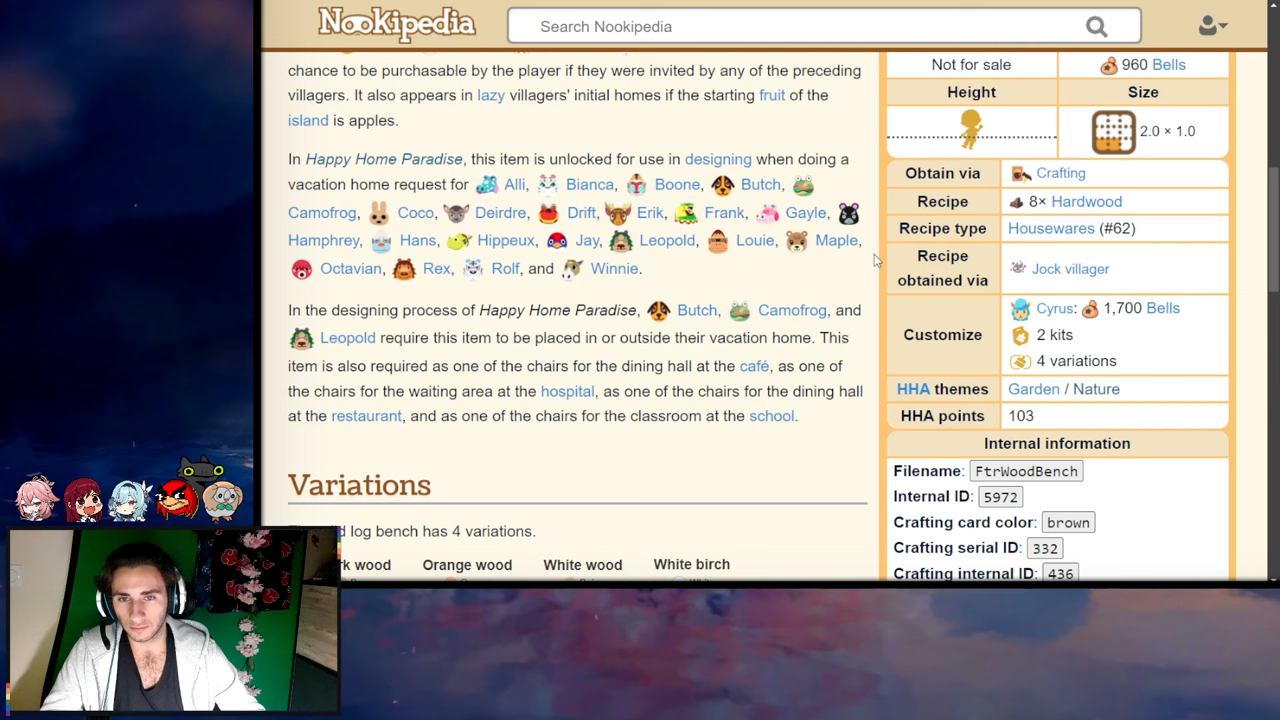 Nookipedia
Search Nookipedia
chance to be purchasable by the player if they were invited by any of the preceding
villagers. It also appears in lazy villagers' initial homes if the starting fruit of the
island is apples.
In Happy Home Paradise, this item is unlocked for use in designing when doing a
vacation home request for Alli, Bianca, Boone, Butch,
Camofrog, Coco, Deirdre, Drift, Erik, Frank, Gayle,
Hamphrey, Hans, Hippeux, Jay, Leopold, Louie, Maple,
Octavian, Rex, Rolf, and Winnie.
In the designing process of Happy Home Paradise, Butch, Camofrog, and
Leopold require this item to be placed in or outside their vacation home. This
item is also required as one of the chairs for the dining hall at the café, as one of
the chairs for the waiting area at the hospital, as one of the chairs for the dining hall
at the restaurant, and as one of the chairs for the classroom at the school.
Variations
log bench has 4 variations.
wood Orange wood White wood White birch
Not for sale 960 Bells
Height Size
2.0 × 1.0
Obtain via Crafting
Recipe 8× Hardwood
Recipe type Housewares (#62)
Recipe
obtained via Jock villager
Customize Cyrus: 1,700 Bells
2 kits
4 variations
HHA themes Garden / Nature
HHA points 103
Internal information
Filename: FtrWoodBench
Internal ID: 5972
Crafting card color: brown
Crafting serial ID: 332
Crafting internal ID: 436